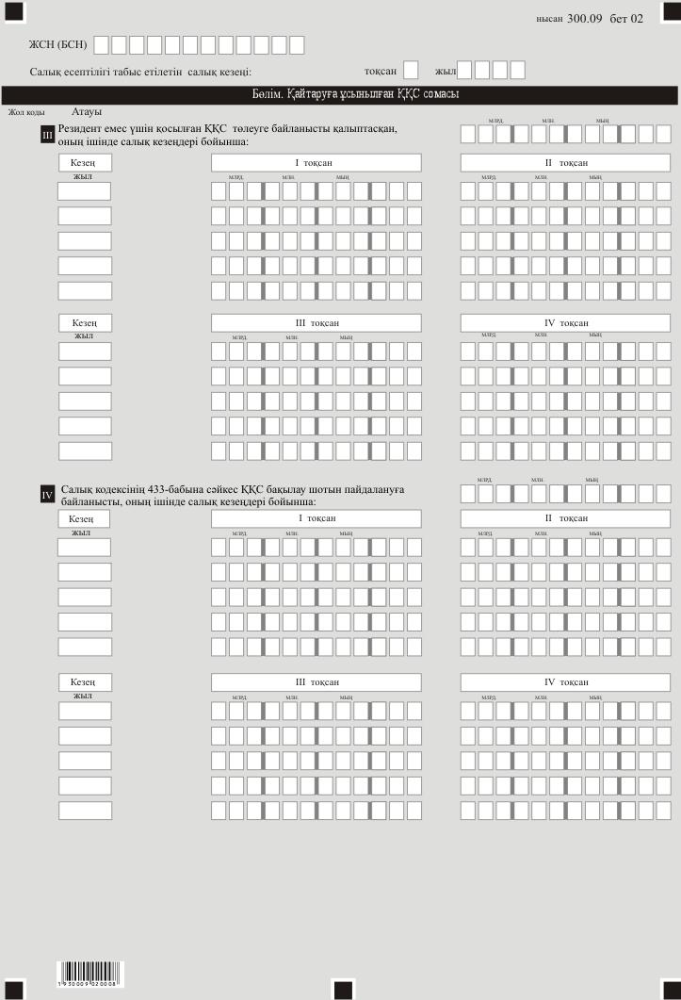 нысан 300.09 бет 02
ЖСН (БСН)
Салық есептілігі табыс етілетін салық кезеңі: тоқсан жыл
Бөлім. Қайтаруға ұсынылған ҚҚС сомасы
Жол коды Атауы
III Резидент емес үшін қосылған ҚҚС төлеуге байланысты қалыптасқан,
оның ішінде салық кезеңдері бойынша:
МЛРД. МЛН. МЫҢ
Кезең I тоқсан II тоқсан
ЖЫЛ МЛРД. МЛН. МЫҢ МЛРД. МЛН. МЫҢ
Кезең III тоқсан IV тоқсан
ЖЫЛ МЛРД. МЛН. МЫҢ МЛРД. МЛН. МЫҢ
IV Салық кодексінің 433-бабына сәйкес ҚҚС бақылау шотын пайдалануға
байланысты, оның ішінде салық кезеңдері бойынша:
МЛРД. МЛН. МЫҢ
Кезең I тоқсан II тоқсан
ЖЫЛ МЛРД. МЛН. МЫҢ МЛРД. МЛН. МЫҢ
Кезең III тоқсан IV тоқсан
ЖЫЛ МЛРД. МЛН. МЫҢ МЛРД. МЛН. МЫҢ
1 930009 020008